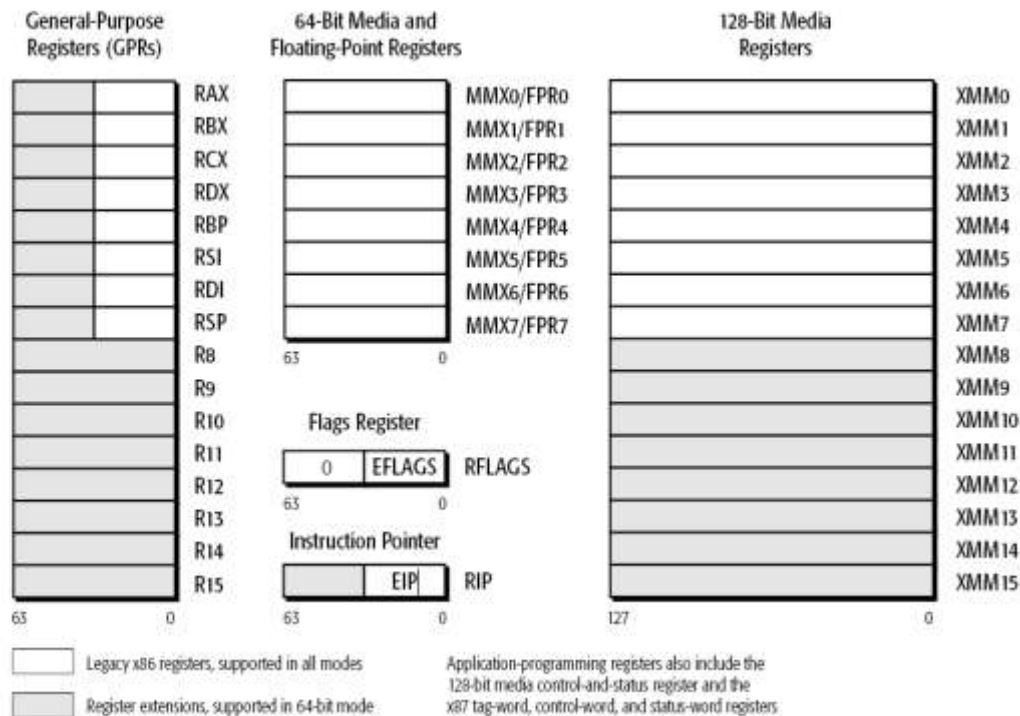 General-Purpose
Registers (GPRs)
RAX
RBX
RCX
RDX
RBP
RSI
RDI
RSP
R8
R9
R10
R11
R12
R13
R14
R15
63 0
64-Bit Media and
Floating-Point Registers
MMX0/FPR0
MMX1/FPR1
MMX2/FPR2
MMX3/FPR3
MMX4/FPR4
MMX5/FPR5
MMX6/FPR6
MMX7/FPR7
63 0
Flags Register
0 EFLAGS RFLAGS
63 0
Instruction Pointer
EIP RIP
63 0
128-Bit Media
Registers
XMM0
XMM1
XMM2
XMM3
XMM4
XMM5
XMM6
XMM7
XMM8
XMM9
XMM10
XMM11
XMM12
XMM13
XMM14
XMM15
127 0
Legacy x86 registers, supported in all modes
Register extensions, supported in 64-bit mode
Application-programming registers also include the
128-bit media control-and-status register and the
x87 tag-word, control-word, and status-word registers